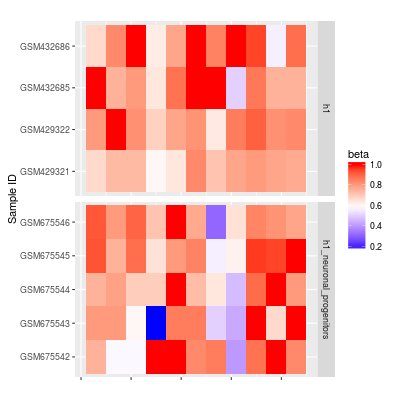 GSM432686
GSM432685
GSM429322
GSM429321
h1
GSM675546
GSM675545
GSM675544
GSM675543
GSM675542
h1_neuronal_progenitors
Sample ID
beta
1.0
0.8
0.6
0.4
0.2